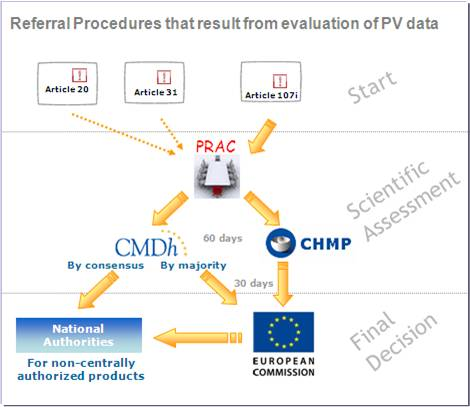 Referral Procedures that result from evaluation of PV data
Article 20
Article 31
Article 107i
Start
PRAC
Scientific
Assessment
CMDh
60 days
CHMP
By consensus
By majority
30 days
National
Authorities
For non-centrally
authorized products
EUROPEAN
COMMISSION
Final
Decision